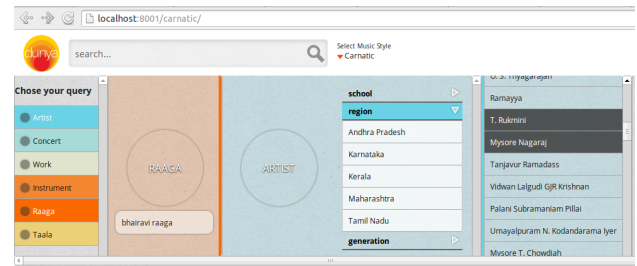 localhost:8001/carnatic/
dunya
search...
Select Music Style
Carnatic
Chose your query
Artist
Concert
Work
Instrument
Raaga
Taala
RAAGA
bhairavi raaga
ARTIST
school
region
Andhra Pradesh
Karnataka
Kerala
Maharashtra
Tamil Nadu
generation
O. S. Thyagarajan
Ramayya
T. Rukmini
Mysore Nagaraj
Tanjavur Ramadass
Vidwan Lalgudi GJR Krishnan
Palani Subramaniam Pillai
Umayalpuram N. Kodandarama Iyer
Mysore T. Chowdiah